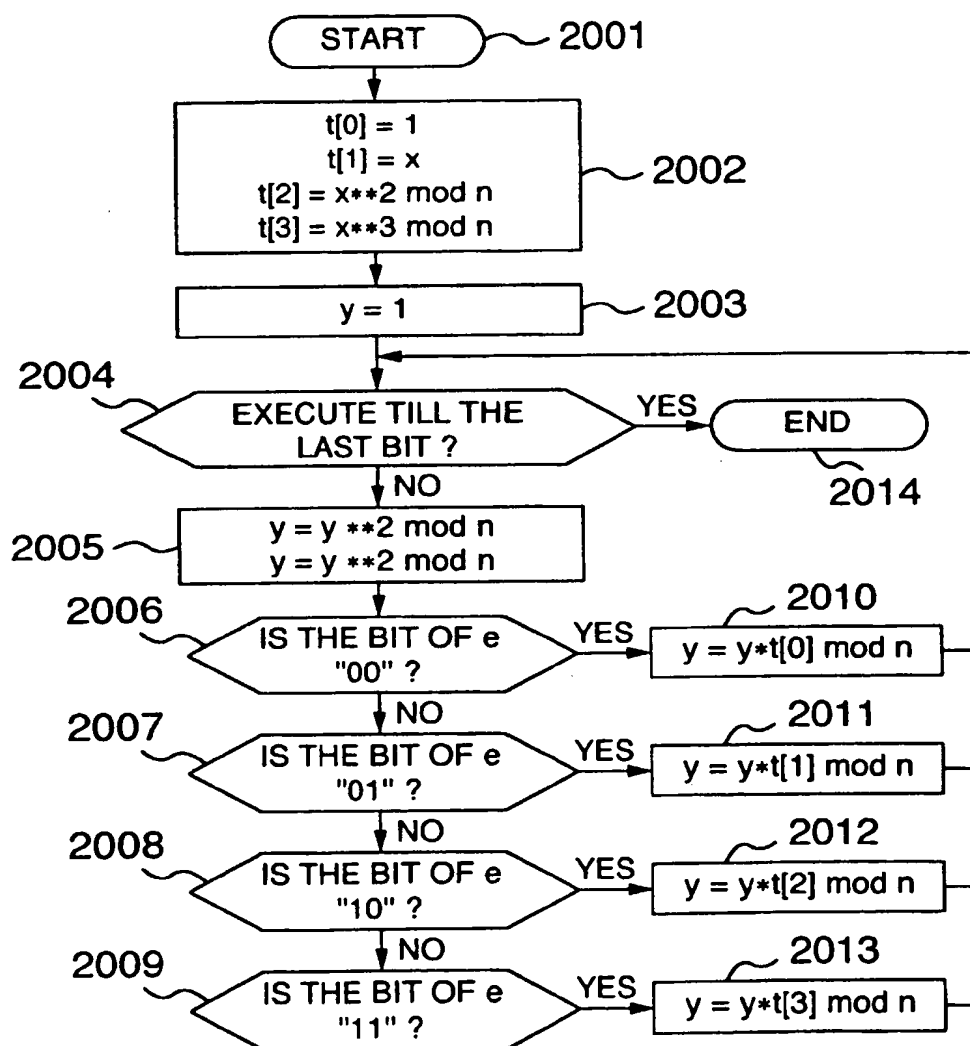 START
2001
t[0] = 1
t[1] = x
t[2] = x**2 mod n
t[3] = x**3 mod n
2002
y = 1
2003
2004
EXECUTE TILL THE
LAST BIT ?
YES
END
2014
NO
2005
y = y **2 mod n
y = y **2 mod n
2006
IS THE BIT OF e
"00" ?
YES
2010
y = y*t[0] mod n
NO
2007
IS THE BIT OF e
"01" ?
YES
2011
y = y*t[1] mod n
NO
2008
IS THE BIT OF e
"10" ?
YES
2012
y = y*t[2] mod n
NO
2009
IS THE BIT OF e
"11" ?
YES
2013
y = y*t[3] mod n